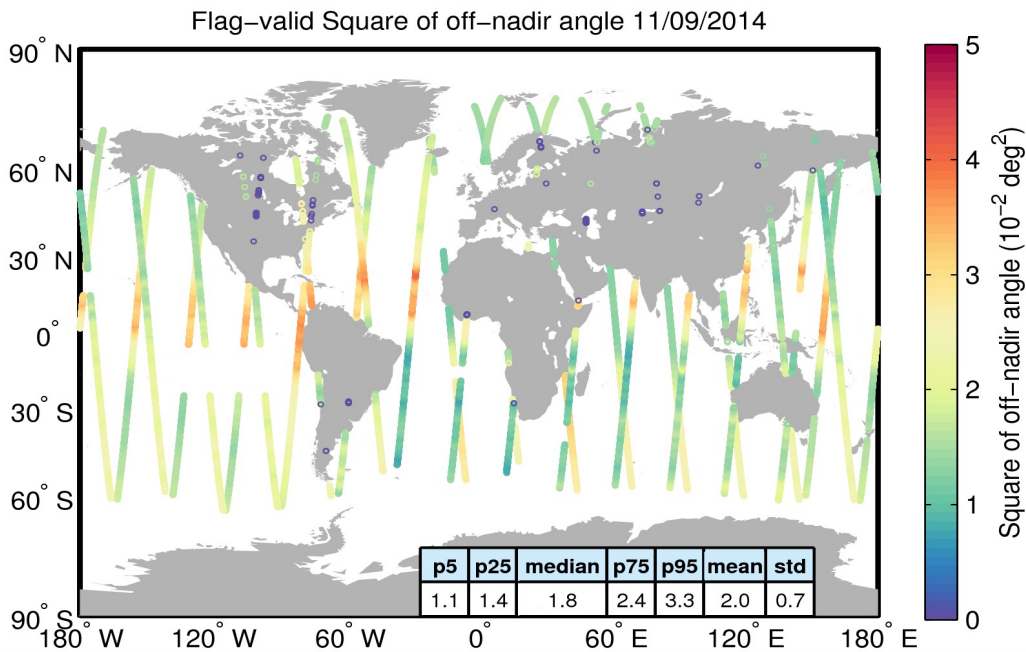 Flag−valid Square of off−nadir angle 11/09/2014
90° N
60° N
30° N
0°
30° S
60° S
90° S
180° W
120° W
60° W
0°
60° E
120° E
180° E
p5 p25 median p75 p95 mean std
1.1 1.4 1.8 2.4 3.3 2.0 0.7
5
4
3
2
1
0
Square of off−nadir angle (10⁻² deg²)